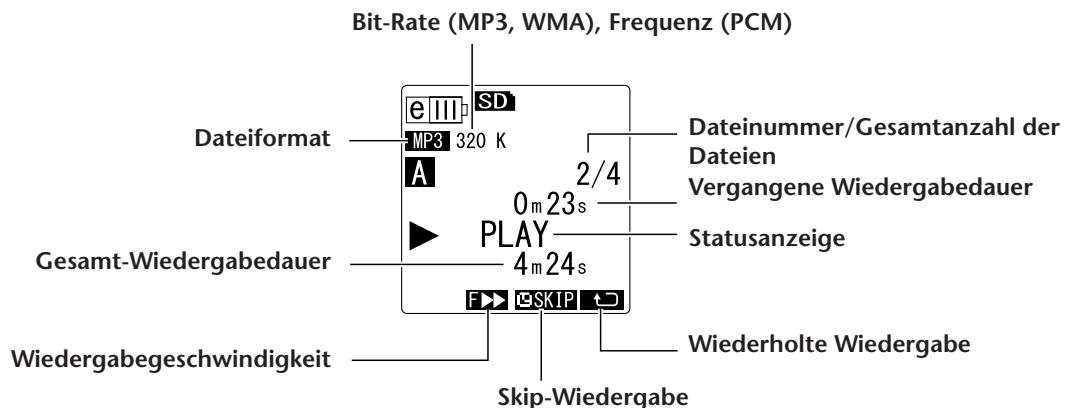 Bit-Rate (MP3, WMA), Frequenz (PCM)
e
SD
Dateiformat
MP3 320 K
Dateinummer/Gesamtanzahl der
Dateien
A
2/4
Vergangene Wiedergabedauer
0m23s
PLAY
Statusanzeige
Gesamt-Wiedergabedauer
4m24s
F SKIP
Wiedergabegeschwindigkeit
Wiederholte Wiedergabe
Skip-Wiedergabe